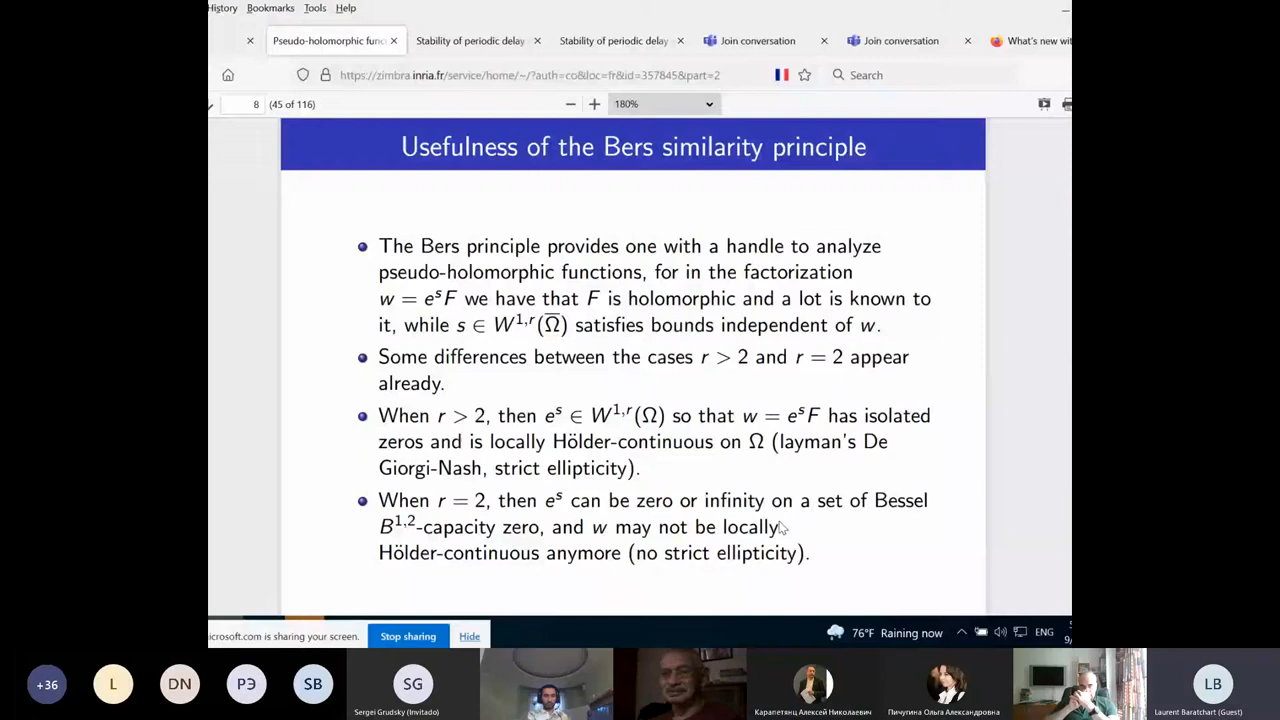 History Bookmarks Tools Help
Pseudo-holomorphic func Stability of periodic delay Stability of periodic delay Join conversation Join conversation What's new wit
https://zimbra.inria.fr/service/home/~/?auth=co&loc=fr&id=357845&part=2 Search
8 (45 of 116) 180%
Usefulness of the Bers similarity principle
The Bers principle provides one with a handle to analyze
pseudo-holomorphic functions, for in the factorization
w = eˢF we have that F is holomorphic and a lot is known to
it, while s ∈ W^{1,r}(Ω̅) satisfies bounds independent of w.
Some differences between the cases r > 2 and r = 2 appear
already.
When r > 2, then eˢ ∈ W^{1,r}(Ω) so that w = eˢF has isolated
zeros and is locally Hölder-continuous on Ω (layman's De
Giorgi-Nash, strict ellipticity).
When r = 2, then eˢ can be zero or infinity on a set of Bessel
B^{1,2}-capacity zero, and w may not be locally
Hölder-continuous anymore (no strict ellipticity).
icrosoft.com is sharing your screen. Stop sharing Hide
76°F Raining now ENG
+36 L DN РЭ SB SG LB
Sergei Grudsky (Invitado) Карапетянц Алексей Николаевич Пичугина Ольга Александровна Laurent Baratchart (Guest)